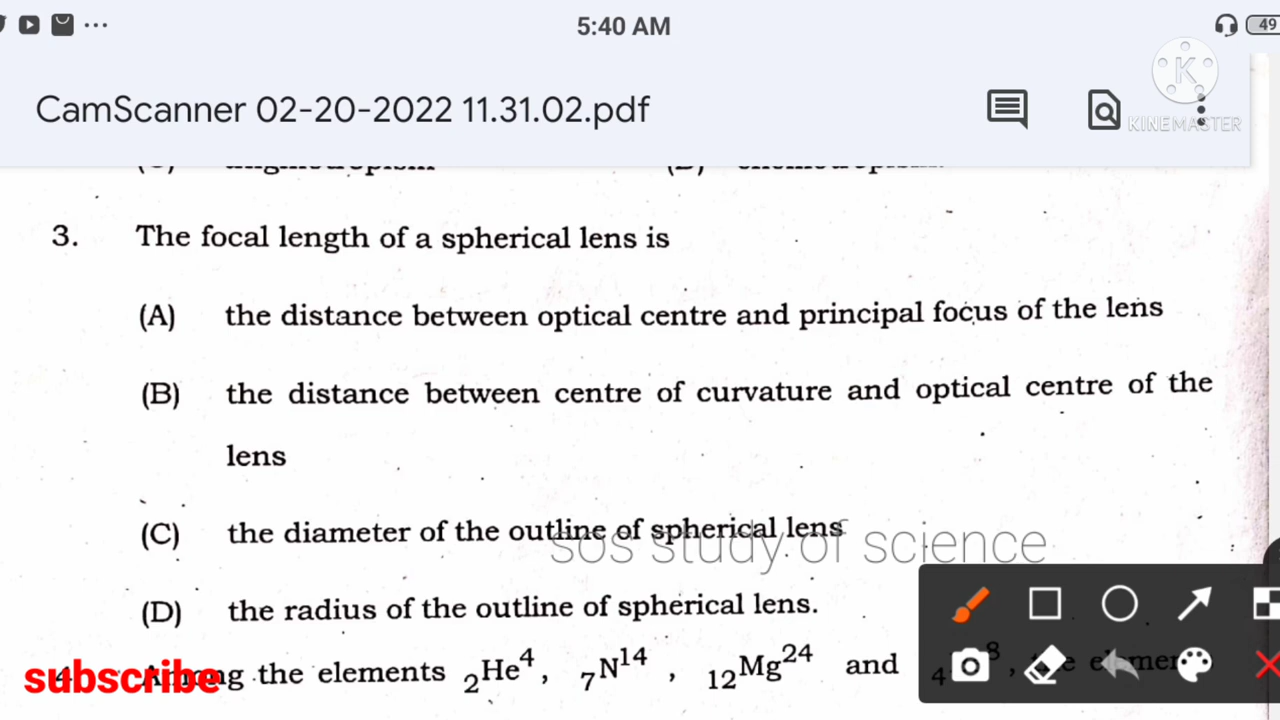 5:40 AM
49
CamScanner 02-20-2022 11.31.02.pdf
K
KINEMASTER
3. The focal length of a spherical lens is
(A) the distance between optical centre and principal focus of the lens
(B) the distance between centre of curvature and optical centre of the
lens
(C) the diameter of the outline of spherical lens
sos study of science
(D) the radius of the outline of spherical lens.
subscribe
the elements ₂He⁴, ₇N¹⁴, ₁₂Mg²⁴ and